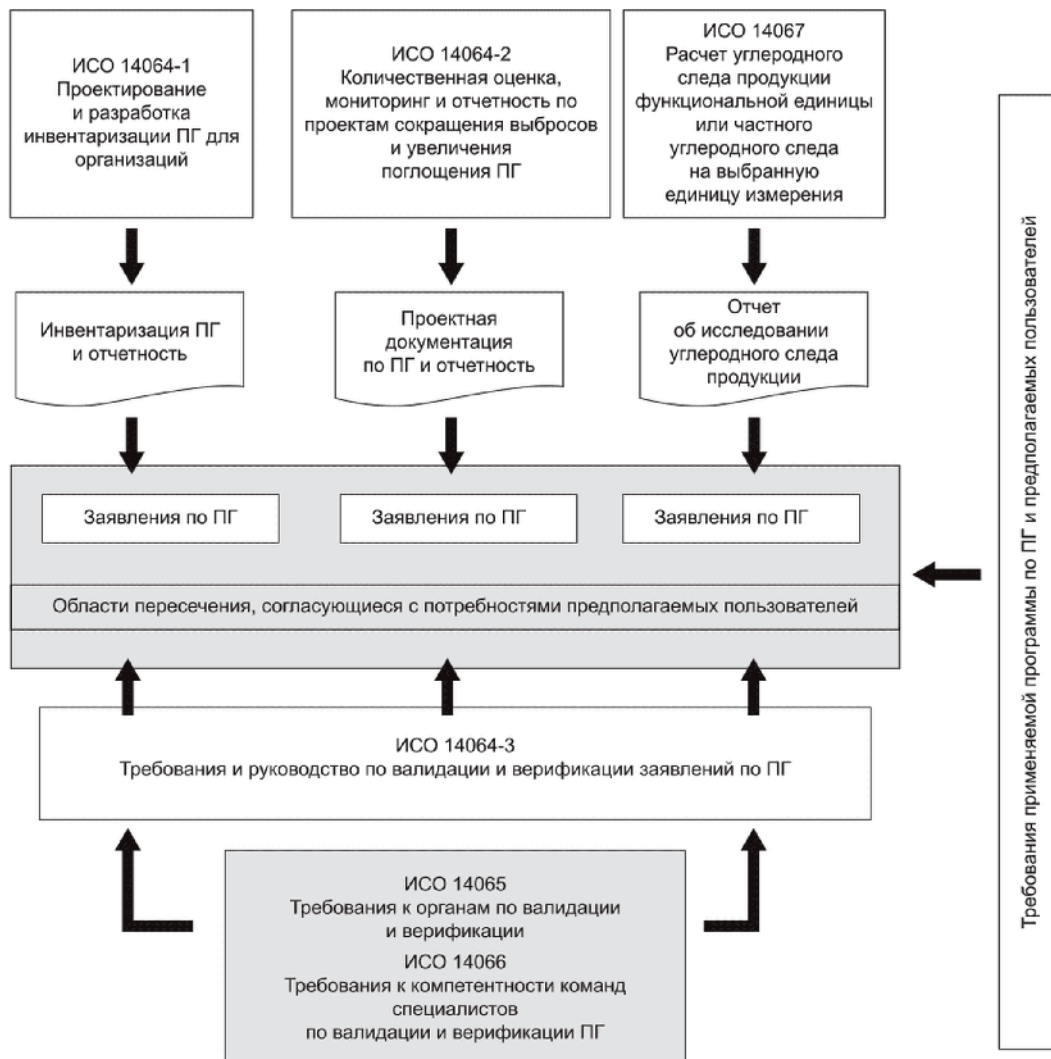 ИСО 14064-1
Проектирование
и разработка
инвентаризации ПГ для
организаций
ИСО 14064-2
Количественная оценка,
мониторинг и отчетность по
проектам сокращения выбросов
и увеличения
поглощения ПГ
ИСО 14067
Расчет углеродного
следа продукции
функциональной единицы
или частного
углеродного следа
на выбранную
единицу измерения
Инвентаризация ПГ
и отчетность
Проектная
документация
по ПГ и отчетность
Отчет
об исследовании
углеродного следа
продукции
Заявления по ПГ
Заявления по ПГ
Заявления по ПГ
Области пересечения, согласующиеся с потребностями предполагаемых пользователей
ИСО 14064-3
Требования и руководство по валидации и верификации заявлений по ПГ
ИСО 14065
Требования к органам по валидации
и верификации
ИСО 14066
Требования к компетентности команд
специалистов
по валидации и верификации ПГ
Требования применяемой программы по ПГ и предполагаемых пользователей